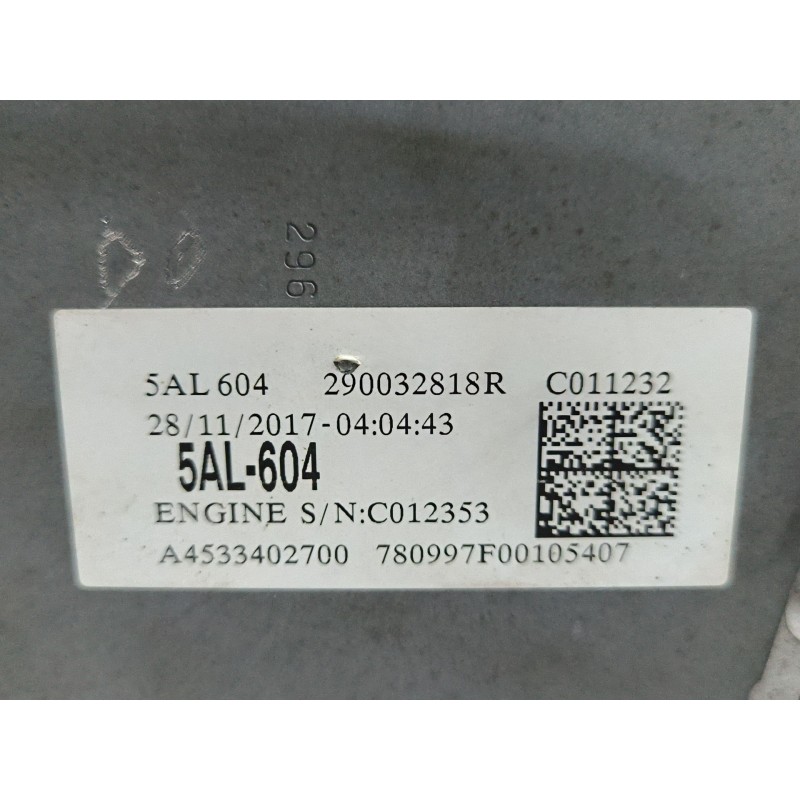 296
5AL 604 290032818R C011232
28/11/2017-04:04:43
5AL-604
ENGINE S/N:C012353
A4533402700 780997F00105407